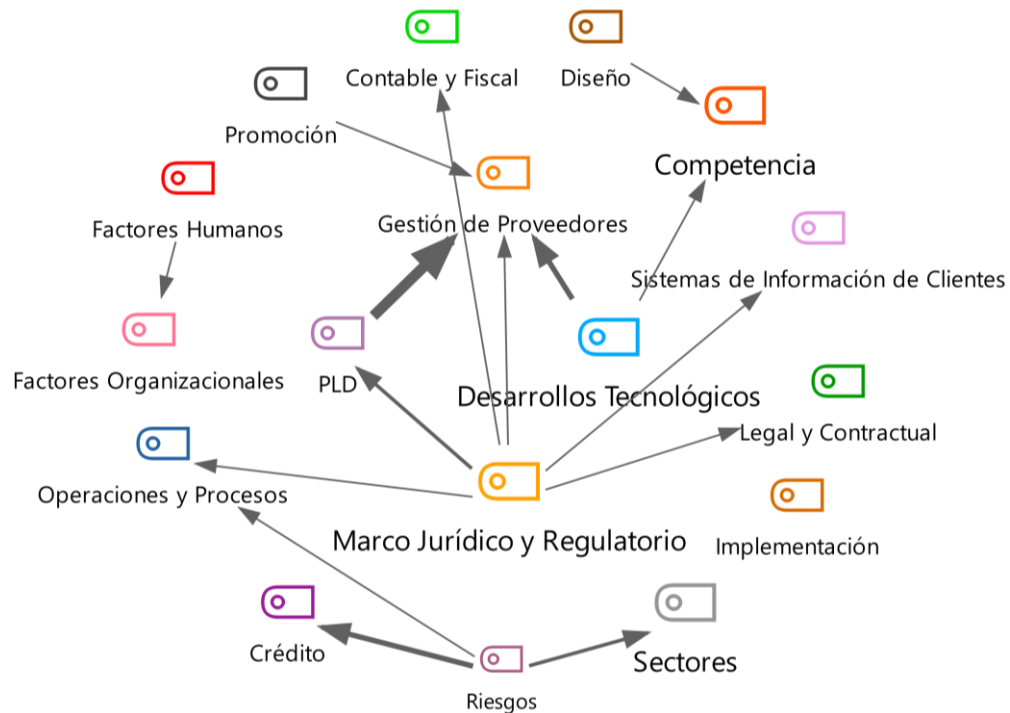 Contable y Fiscal
Diseño
Promoción
Competencia
Gestión de Proveedores
Factores Humanos
Sistemas de Información de Clientes
Factores Organizacionales
PLD
Desarrollos Tecnológicos
Legal y Contractual
Operaciones y Procesos
Marco Jurídico y Regulatorio
Implementación
Crédito
Sectores
Riesgos